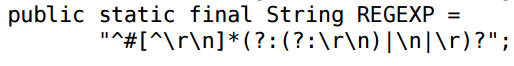 public static final String REGEXP =
"^#[^\r\n]*(?:(?:\r\n)|\n|\r)?";